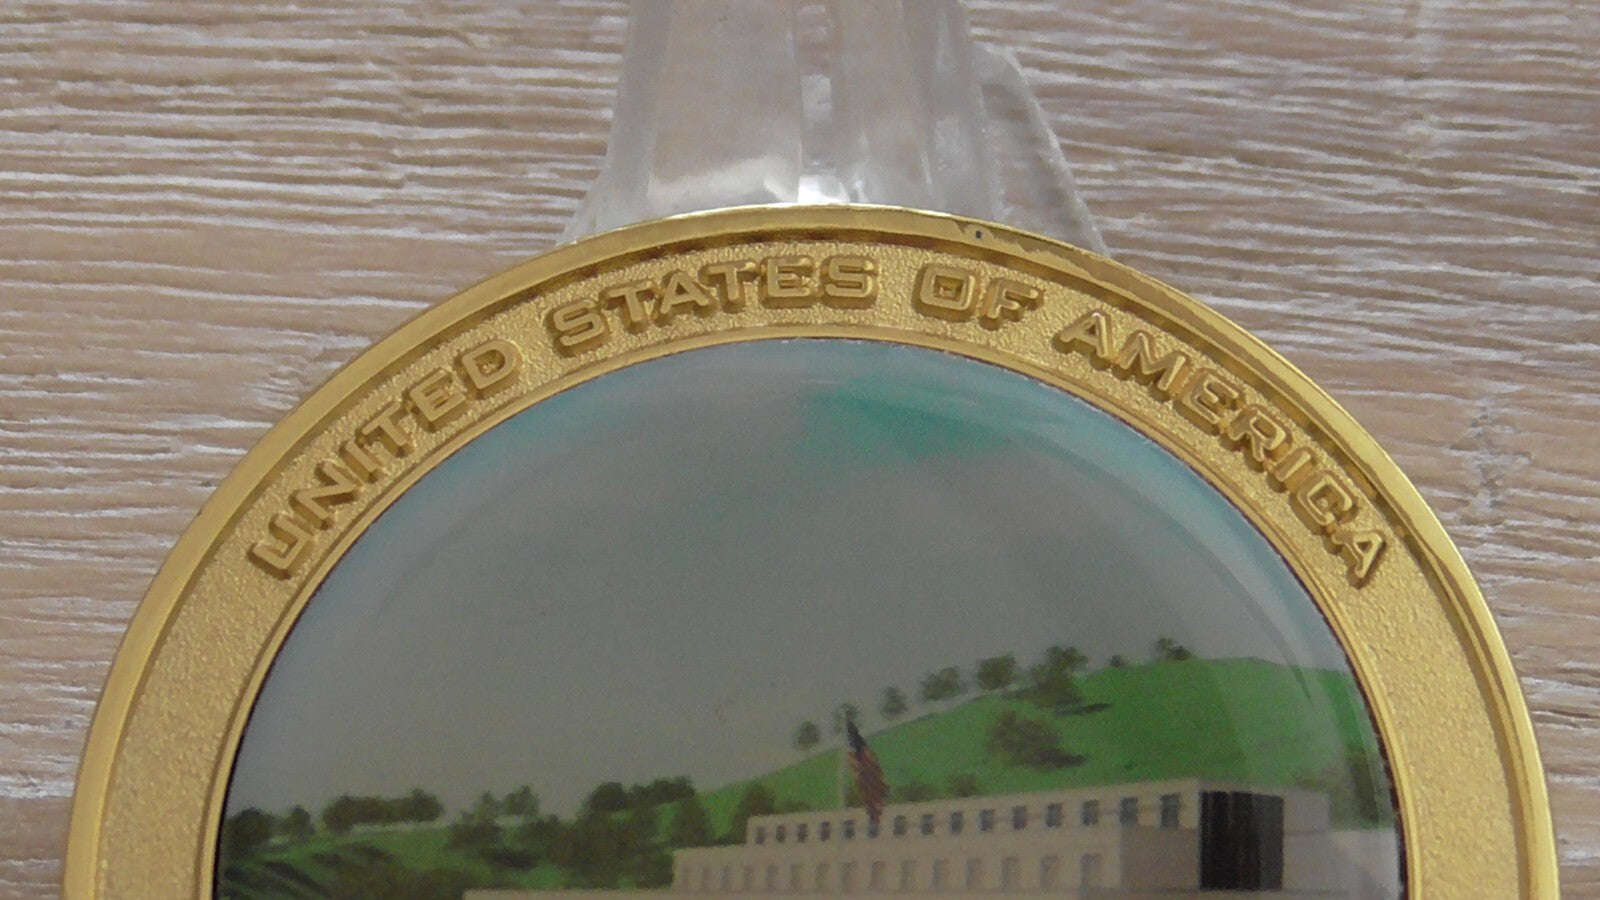 UNITED STATES OF AMERICA